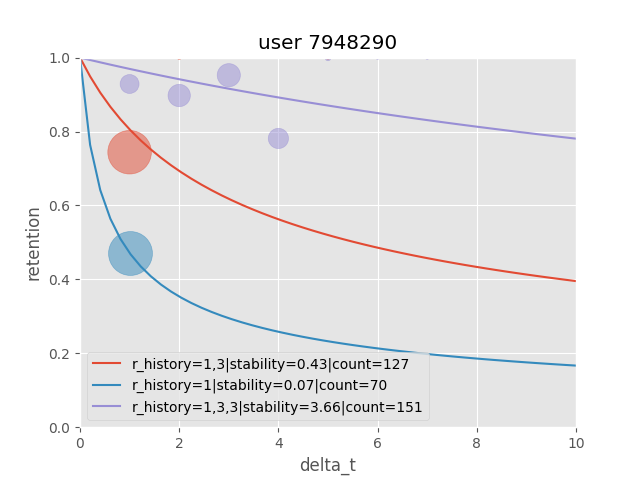 user 7948290
1.0
0.8
0.6
0.4
0.2
0.0
retention
r_history=1,3|stability=0.43|count=127
r_history=1|stability=0.07|count=70
r_history=1,3,3|stability=3.66|count=151
0 2 4 6 8 10
delta_t